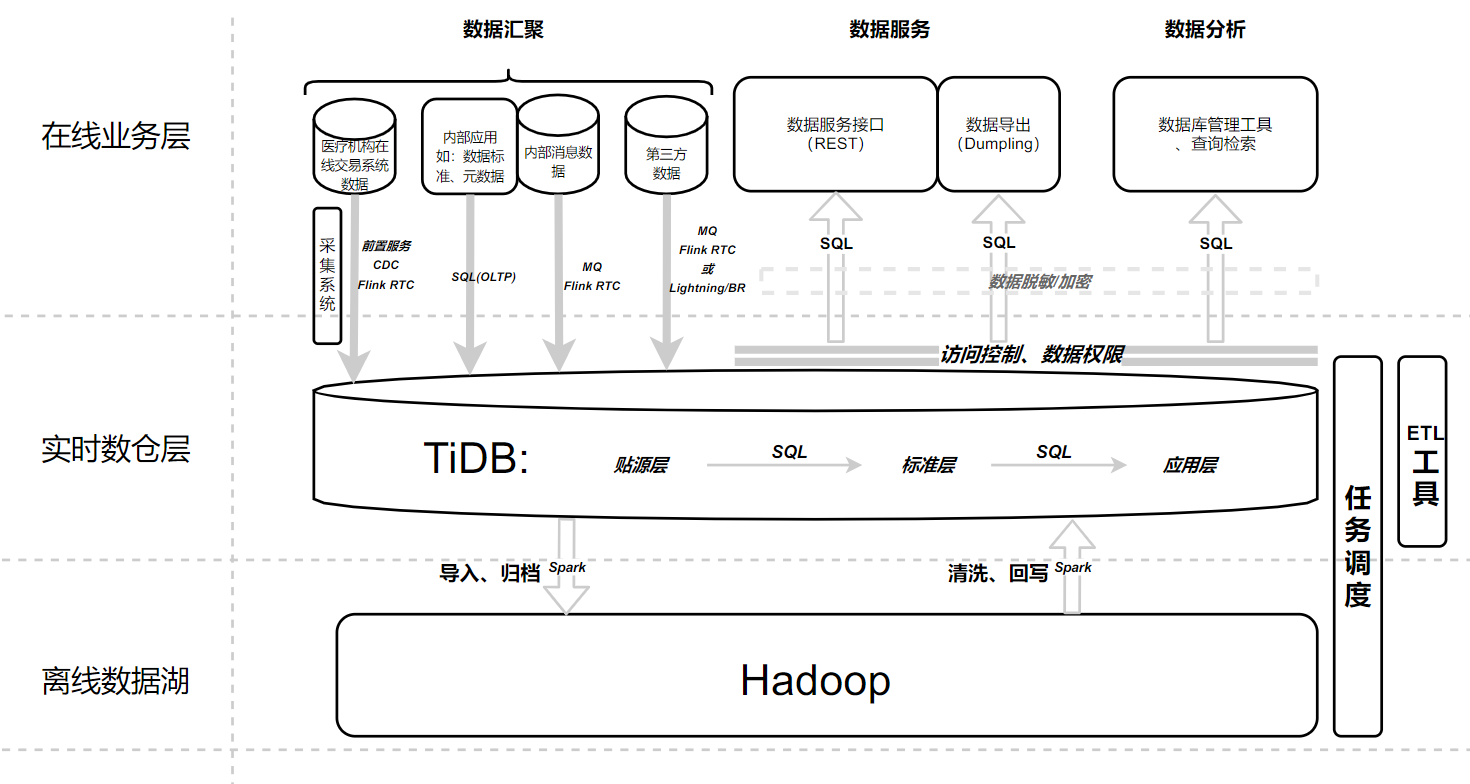 数据汇聚
数据服务
数据分析
在线业务层
医疗机构在
线交易系统
数据
内部应用
如：数据标
准、元数据
内部消息数
据
第三方
数据
数据服务接口
（REST）
数据导出
（Dumpling）
数据库管理工具
、查询检索
采
集
系
统
前置服务
CDC
Flink RTC
SQL(OLTP)
MQ
Flink RTC
MQ
Flink RTC
或
Lightning/BR
SQL
SQL
SQL
数据脱敏/加密
访问控制、数据权限
实时数仓层
TiDB:
贴源层
SQL
标准层
SQL
应用层
ETL
工
具
任
务
调
度
导入、归档
Spark
清洗、回写
Spark
离线数据湖
Hadoop